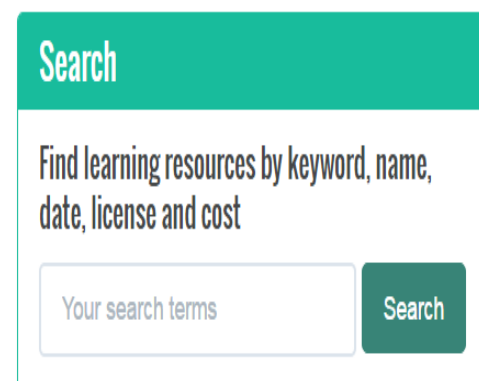 Search
Find learning resources by keyword, name,
date, license and cost
Your search terms
Search